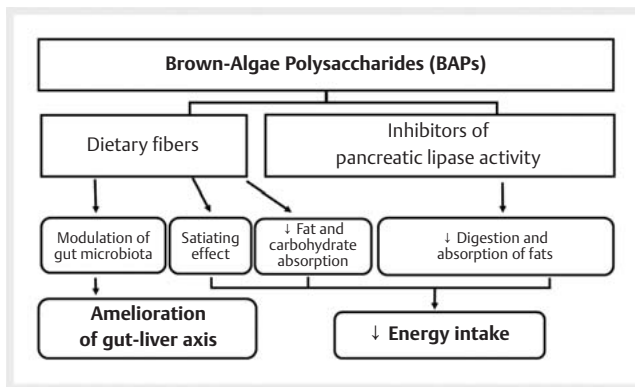 Brown-Algae Polysaccharides (BAPs)
Dietary fibers
Inhibitors of
pancreatic lipase activity
Modulation of
gut microbiota
Satiating
effect
↓ Fat and
carbohydrate
absorption
↓ Digestion and
absorption of fats
Amelioration
of gut-liver axis
↓ Energy intake